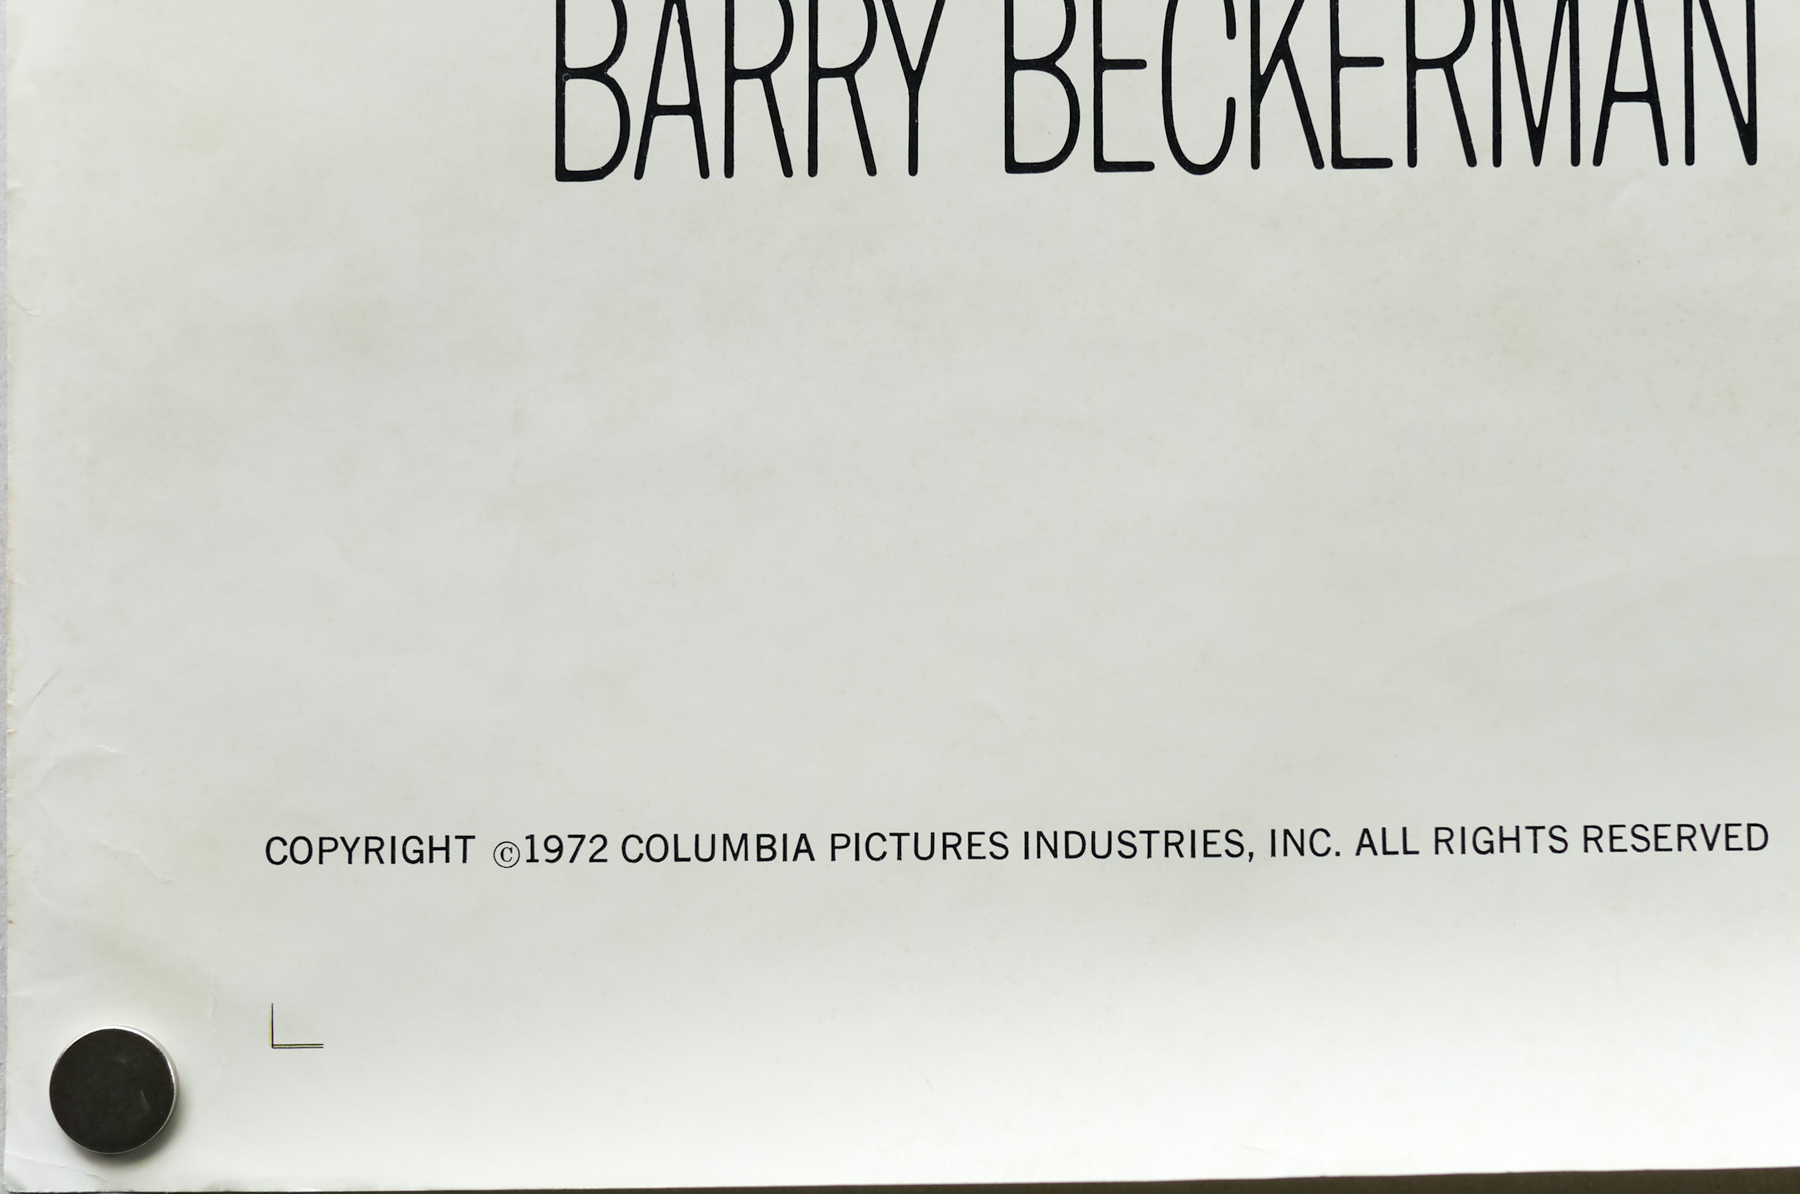 BARRY BECKERMAN
COPYRIGHT ©1972 COLUMBIA PICTURES INDUSTRIES, INC. ALL RIGHTS RESERVED